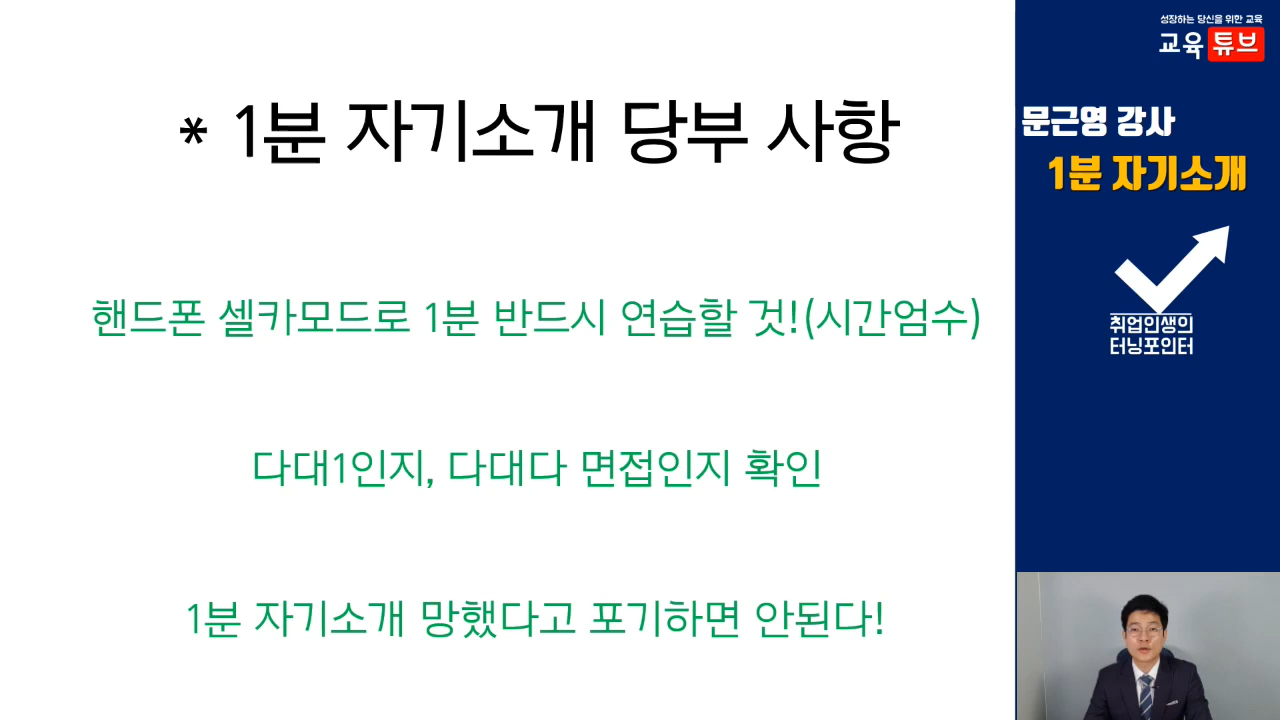 * 1분 자기소개 당부 사항
핸드폰 셀카모드로 1분 반드시 연습할 것!(시간엄수)
다대1인지, 다대다 면접인지 확인
1분 자기소개 망했다고 포기하면 안된다!
성장하는 당신을 위한 교육
교육 튜브
문근영 강사
1분 자기소개
취업인생의
터닝포인터